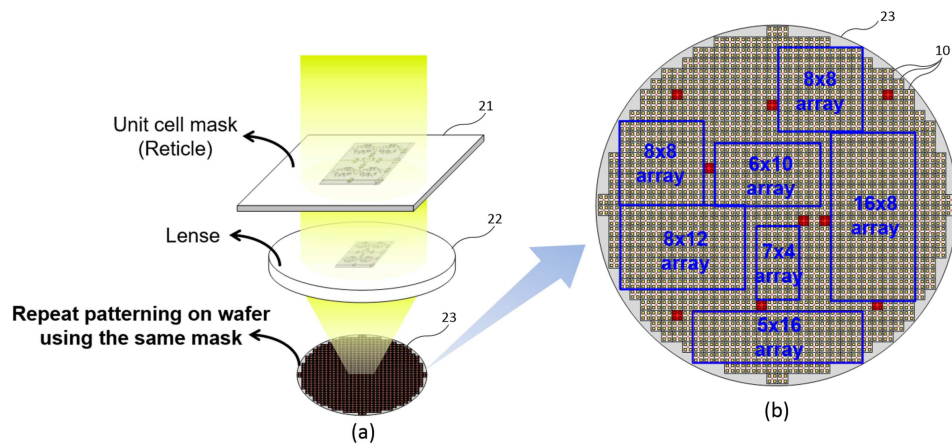 21
Unit cell mask
(Reticle)
22
Lense
Repeat patterning on wafer
using the same mask
23
(a)
23
10
8x8
array
8x8
array
6x10
array
16x8
array
8x12
array
7x4
array
5x16
array
(b)